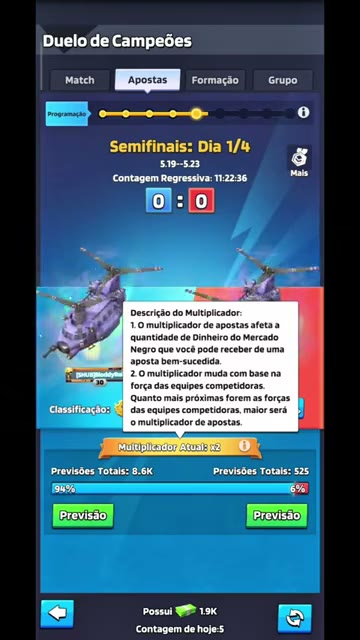 Duelo de Campeões
Match
Apostas
Formação
Grupo
Programação
Semifinais: Dia 1/4
5.19--5.23
Contagem Regressiva: 11:22:36
Mais
0 : 0
Descrição do Multiplicador:
1. O multiplicador de apostas afeta a
quantidade de Dinheiro do Mercado
Negro que você pode receber de uma
aposta bem-sucedida.
2. O multiplicador muda com base na
força das equipes competidoras.
Quanto mais próximas forem as forças
das equipes competidoras, maior será
o multiplicador de apostas.
30
Classificação:
Multiplicador Atual: x2
Previsões Totais: 8.6K
Previsões Totais: 525
94%
6%
Previsão
Previsão
Possui 1.9K
Contagem de hoje:5